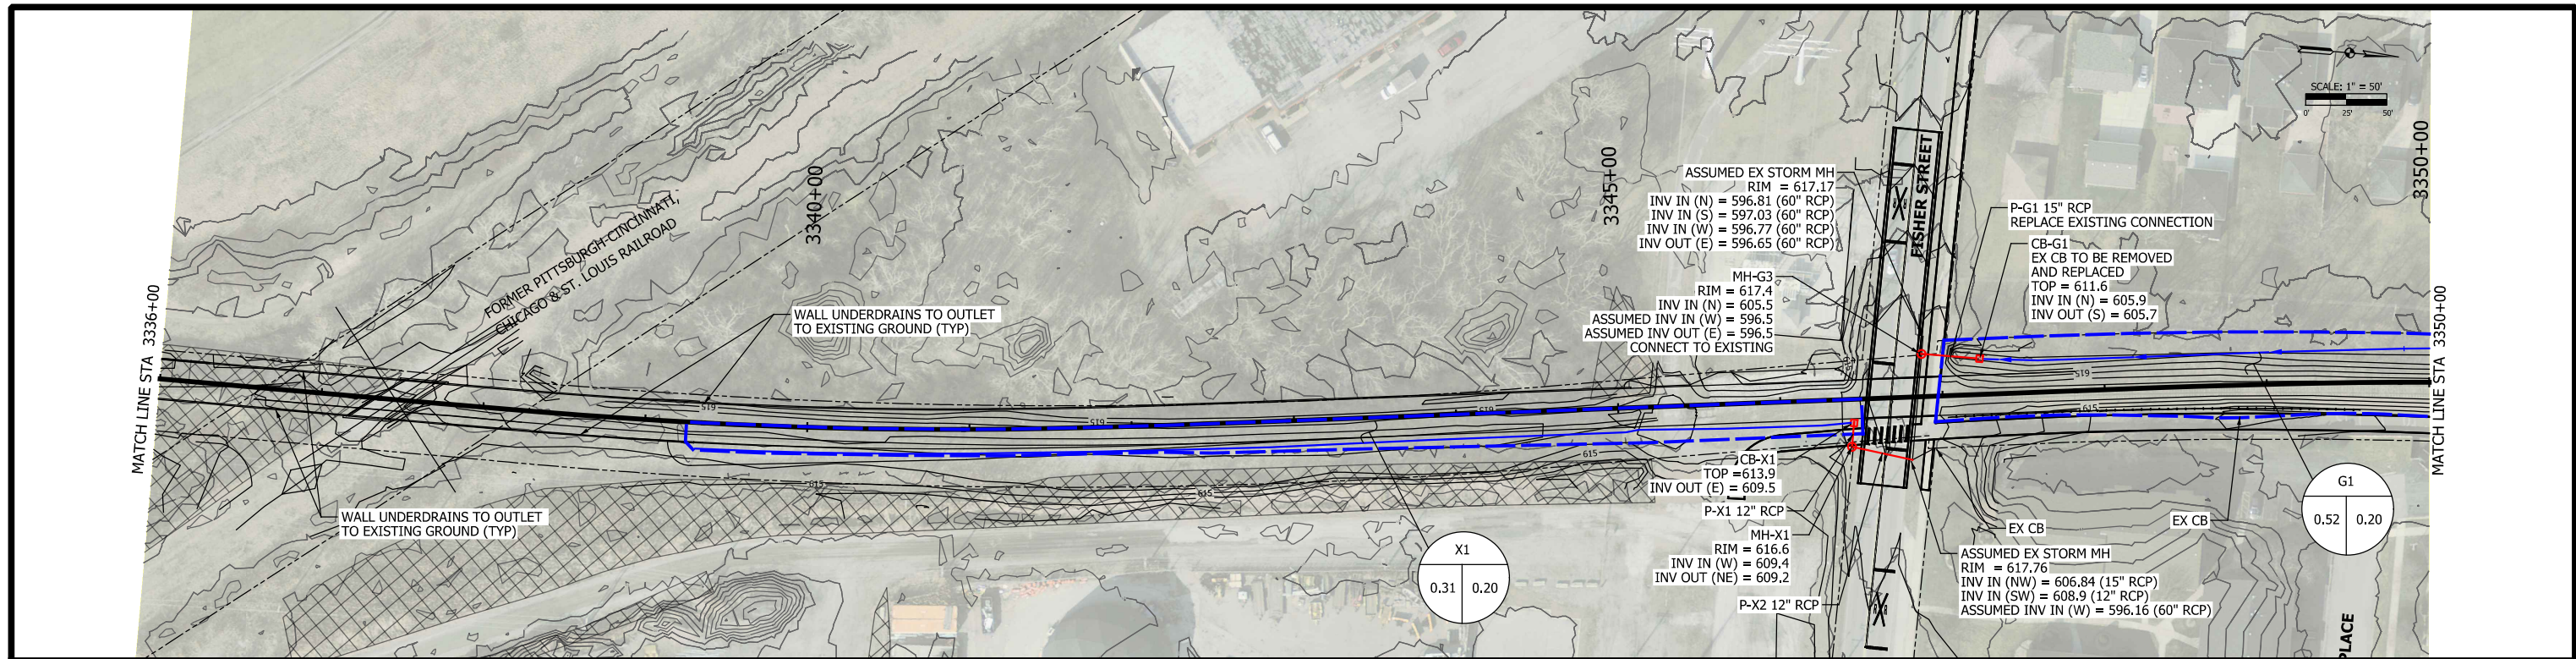 SCALE: 1" = 50'
0' 25' 50'
3340+00
3345+00
3350+00
MATCH LINE STA 3336+00
MATCH LINE STA 3350+00
FORMER PITTSBURGH-CINCINNATI,
CHICAGO & ST. LOUIS RAILROAD
WALL UNDERDRAINS TO OUTLET
TO EXISTING GROUND (TYP)
WALL UNDERDRAINS TO OUTLET
TO EXISTING GROUND (TYP)
ASSUMED EX STORM MH
RIM = 617.17
INV IN (N) = 596.81 (60" RCP)
INV IN (S) = 597.03 (60" RCP)
INV IN (W) = 596.77 (60" RCP)
INV OUT (E) = 596.65 (60" RCP)
MH-G3
RIM = 617.4
INV IN (N) = 605.5
ASSUMED INV IN (W) = 596.5
ASSUMED INV OUT (E) = 596.5
CONNECT TO EXISTING
FISHER STREET
P-G1 15" RCP
REPLACE EXISTING CONNECTION
CB-G1
EX CB TO BE REMOVED
AND REPLACED
TOP = 611.6
INV IN (N) = 605.9
INV OUT (S) = 605.7
615
615
615
615
615
615
615
615
CB-X1
TOP =613.9
INV OUT (E) = 609.5
P-X1 12" RCP
MH-X1
RIM = 616.6
INV IN (W) = 609.4
INV OUT (NE) = 609.2
P-X2 12" RCP
X1
0.31 0.20
EX CB
EX CB
ASSUMED EX STORM MH
RIM = 617.76
INV IN (NW) = 606.84 (15" RCP)
INV IN (SW) = 608.9 (12" RCP)
ASSUMED INV IN (W) = 596.16 (60" RCP)
G1
0.52 0.20
PLACE